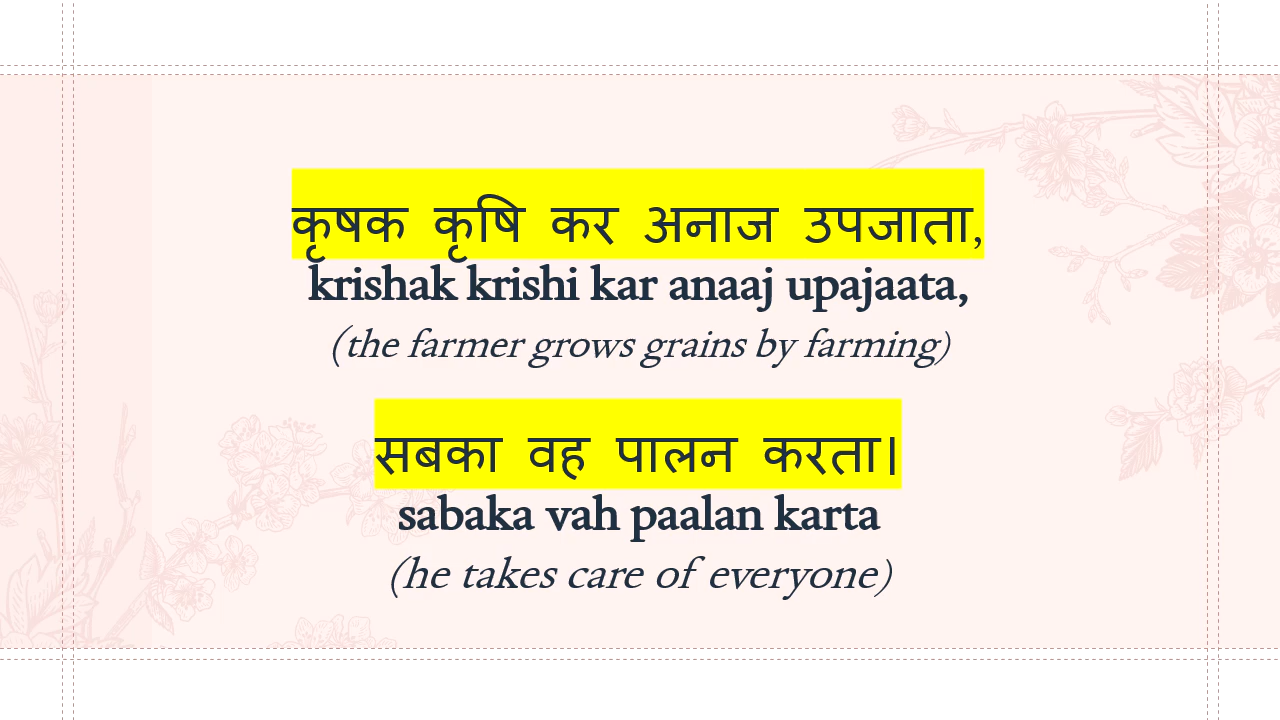 कृषक कृषि कर अनाज उपजाता,
krishak krishi kar anaaj upajaata,
(the farmer grows grains by farming)
सबका वह पालन करता।
sabaka vah paalan karta
(he takes care of everyone)